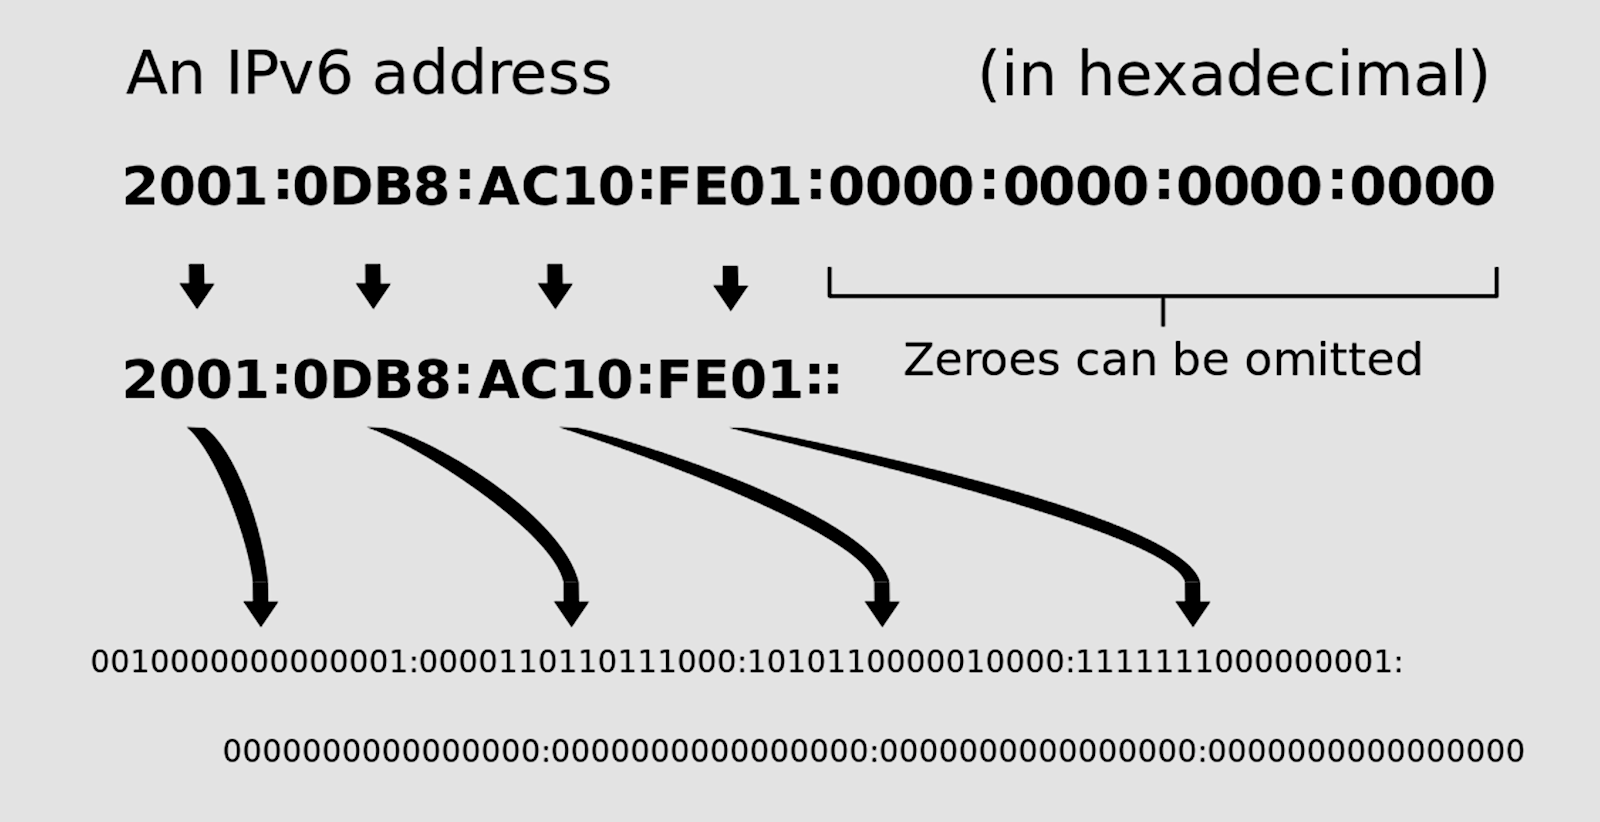 An IPv6 address (in hexadecimal)
2001:0DB8:AC10:FE01:0000:0000:0000:0000
2001:0DB8:AC10:FE01::
Zeroes can be omitted
0010000000000001:0000110110111000:1010110000010000:1111111000000001:
0000000000000000:0000000000000000:0000000000000000:0000000000000000